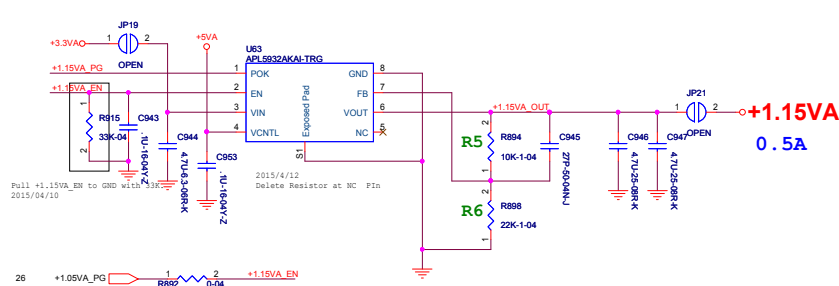 JP19
+3.3VA
1
2
OPEN
+5VA
U63
APL5932AKAI-TRG
+1.15VA_PG
1
POK
GND
8
+1.15VA_EN
2
EN
FB
7
3
VIN
VOUT
6
4
VCNTL
NC
5
Exposed Pad
S1
+1.15VA_OUT
JP21
1
2
OPEN
+1.15VA
0.5A
1
R915
33K-04
2
C943
.1U-16-04Y-Z
C944
4.7U-6.3-06R-K
C953
.1U-16-04Y-Z
R5
2
R894
10K-1-04
1
C945
27P-50-04N-J
C946
4.7U-25-08R-K
C947
4.7U-25-08R-K
R6
2
R898
22K-1-04
1
Pull +1.15VA_EN to GND with 33K.
2015/04/10
2015/4/12
Delete Resistor at NC PIn
26
+1.05VA_PG
1
2
R892
0-04
+1.15VA_EN